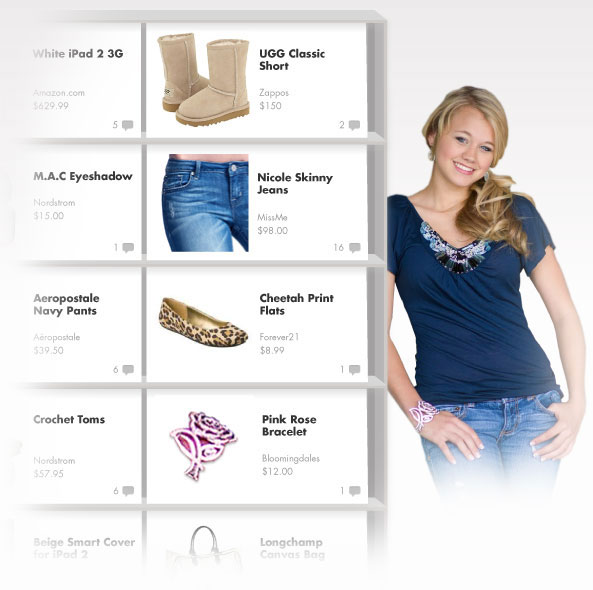 White iPad 2 3G
Amazon.com
$629.99
5
UGG Classic
Short
Zappos
$150
2
M.A.C Eyeshadow
Nordstrom
$15.00
1
Nicole Skinny
Jeans
MissMe
$98.00
16
Aeropostale
Navy Pants
Aéropostale
$39.50
6
Cheetah Print
Flats
Forever21
$8.99
1
Crochet Toms
Nordstrom
$57.95
6
Pink Rose
Bracelet
Bloomingdales
$12.00
1
Beige Smart Cover
for iPad 2
Longchamp
Canvas Bag